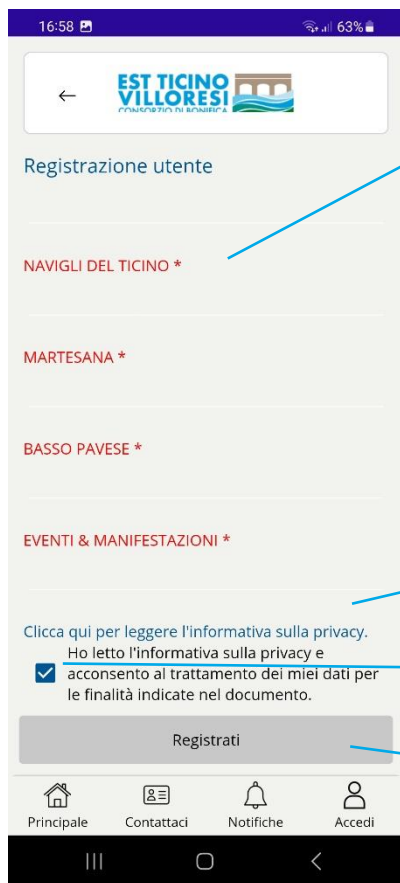 16:58
63%
EST TICINO
VILLORESI
CONSORZIO DI BONIFICA
Registrazione utente
NAVIGLI DEL TICINO *
MARTESANA *
BASSO PAVESE *
EVENTI & MANIFESTAZIONI *
Clicca qui per leggere l'informativa sulla privacy.
Ho letto l'informativa sulla privacy e
acconsento al trattamento dei miei dati per
le finalità indicate nel documento.
Registrati
Principale Contattaci Notifiche Accedi